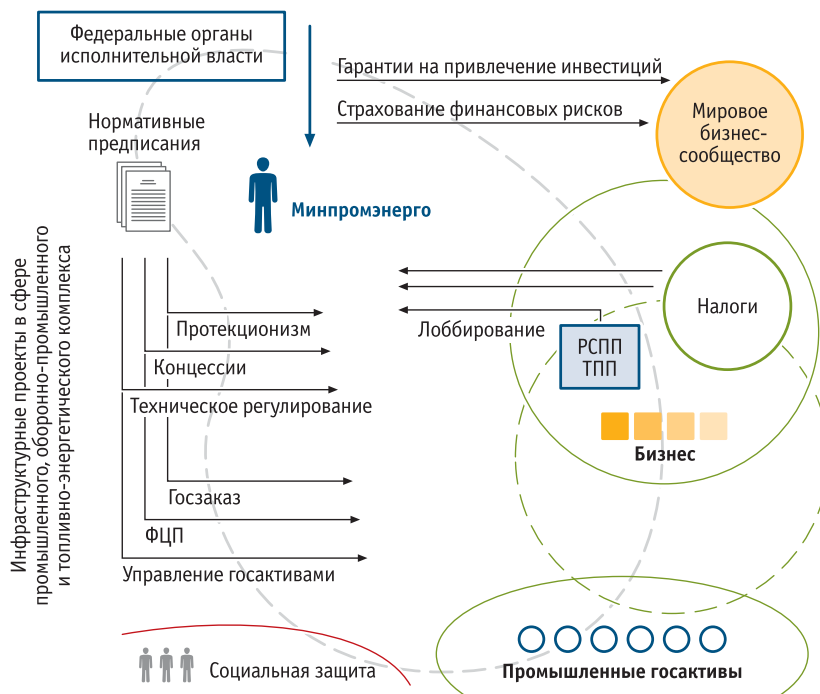 Федеральные органы
исполнительной власти
Гарантии на привлечение инвестиций
Страхование финансовых рисков
Мировое
бизнес-
сообщество
Нормативные
предписания
Минпромэнерго
Инфраструктурные проекты в сфере
промышленного, оборонно-промышленного
и топливно-энергетического комплекса
Налоги
Протекционизм
Лоббирование
РСПП
ТПП
Концессии
Техническое регулирование
Бизнес
Госзаказ
ФЦП
Управление госактивами
Социальная защита
Промышленные госактивы